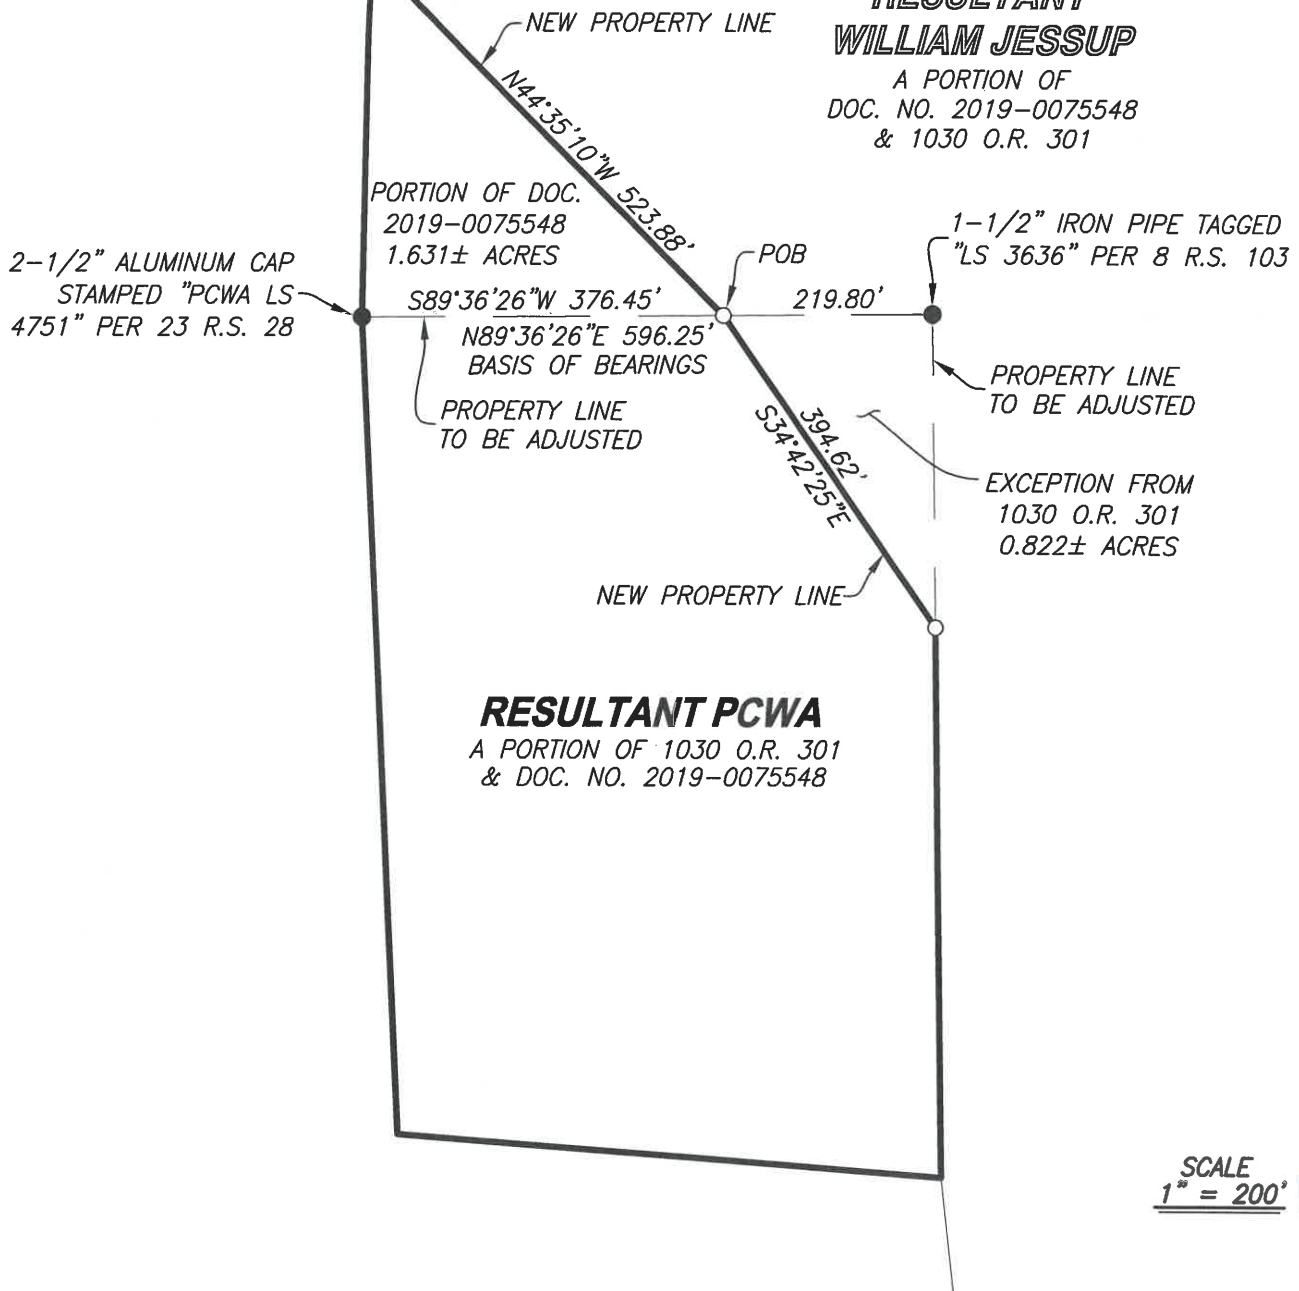 RESULTANT
WILLIAM JESSUP
A PORTION OF
DOC. NO. 2019-0075548
& 1030 O.R. 301
NEW PROPERTY LINE
N44°35'10"W 523.88'
PORTION OF DOC.
2019-0075548
1.631± ACRES
2-1/2" ALUMINUM CAP
STAMPED "PCWA LS
4751" PER 23 R.S. 28
POB
1-1/2" IRON PIPE TAGGED
"LS 3636" PER 8 R.S. 103
S89°36'26"W 376.45'
219.80'
N89°36'26"E 596.25'
BASIS OF BEARINGS
PROPERTY LINE
TO BE ADJUSTED
PROPERTY LINE
TO BE ADJUSTED
394.62'
S34°42'25"E
EXCEPTION FROM
1030 O.R. 301
0.822± ACRES
NEW PROPERTY LINE
RESULTANT PCWA
A PORTION OF 1030 O.R. 301
& DOC. NO. 2019-0075548
SCALE
1" = 200'